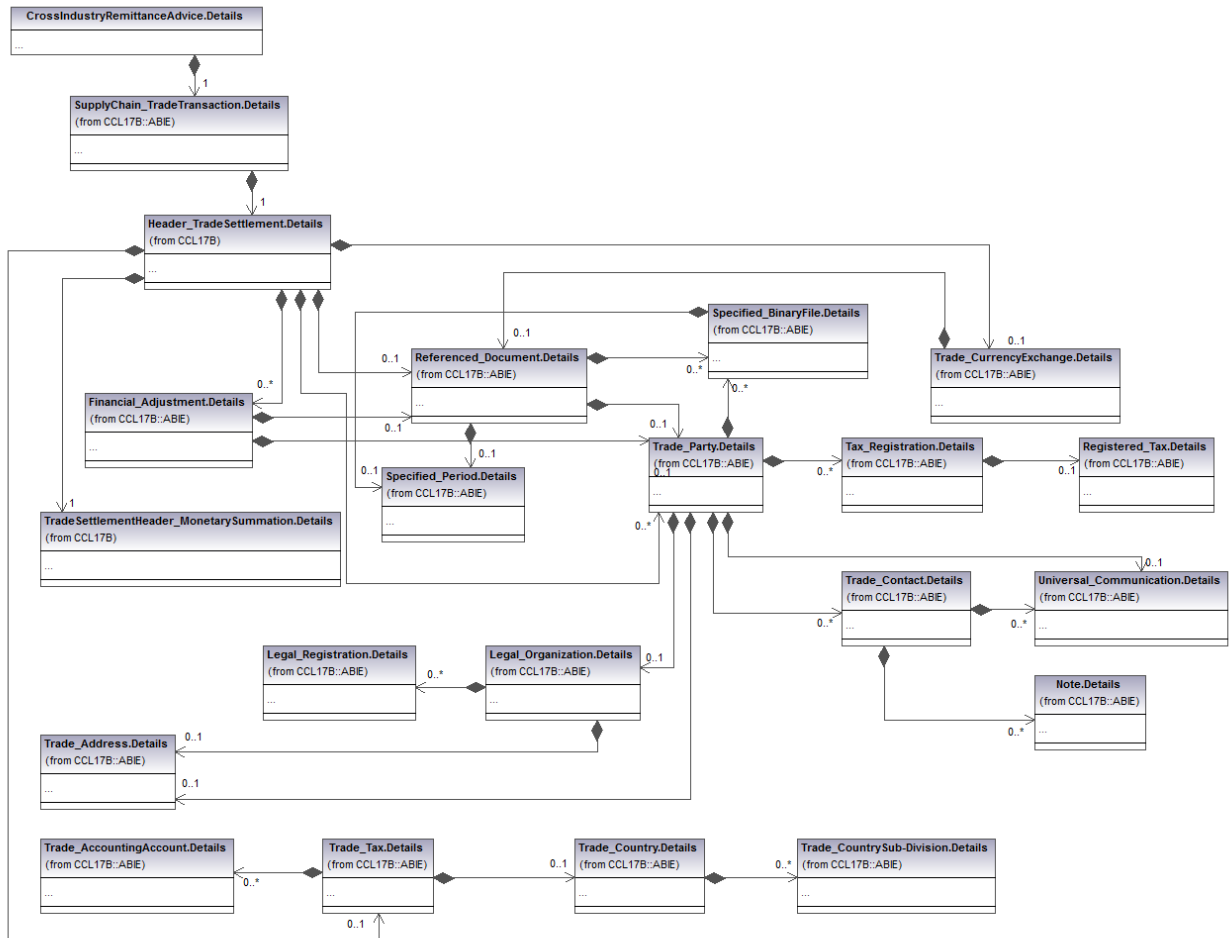 CrossIndustryRemittanceAdvice.Details
...
1
SupplyChain_TradeTransaction.Details
(from CCL17B::ABIE)
...
1
Header_TradeSettlement.Details
(from CCL17B)
...
Specified_BinaryFile.Details
(from CCL17B::ABIE)
...
0..1
0..1
Referenced_Document.Details
(from CCL17B::ABIE)
...
0..1
0..*
0..*
Trade_CurrencyExchange.Details
(from CCL17B::ABIE)
...
0..*
Financial_Adjustment.Details
(from CCL17B::ABIE)
...
0..1
0..1
Trade_Party.Details
(from CCL17B::ABIE)
0..1
...
Tax_Registration.Details
(from CCL17B::ABIE)
...
0..*
Registered_Tax.Details
(from CCL17B::ABIE)
...
0..1
0..1
0..1
Specified_Period.Details
(from CCL17B::ABIE)
...
1
TradeSettlementHeader_MonetarySummation.Details
(from CCL17B)
...
0..*
0..1
Trade_Contact.Details
(from CCL17B::ABIE)
...
0..*
Universal_Communication.Details
(from CCL17B::ABIE)
...
0..*
Legal_Registration.Details
(from CCL17B::ABIE)
...
0..*
Legal_Organization.Details
(from CCL17B::ABIE)
...
0..1
Note.Details
(from CCL17B::ABIE)
...
0..*
Trade_Address.Details
(from CCL17B::ABIE)
...
0..1
0..1
Trade_AccountingAccount.Details
(from CCL17B::ABIE)
...
0..*
Trade_Tax.Details
(from CCL17B::ABIE)
...
0..1
Trade_Country.Details
(from CCL17B::ABIE)
...
0..*
Trade_CountrySub-Division.Details
(from CCL17B::ABIE)
...
0..1